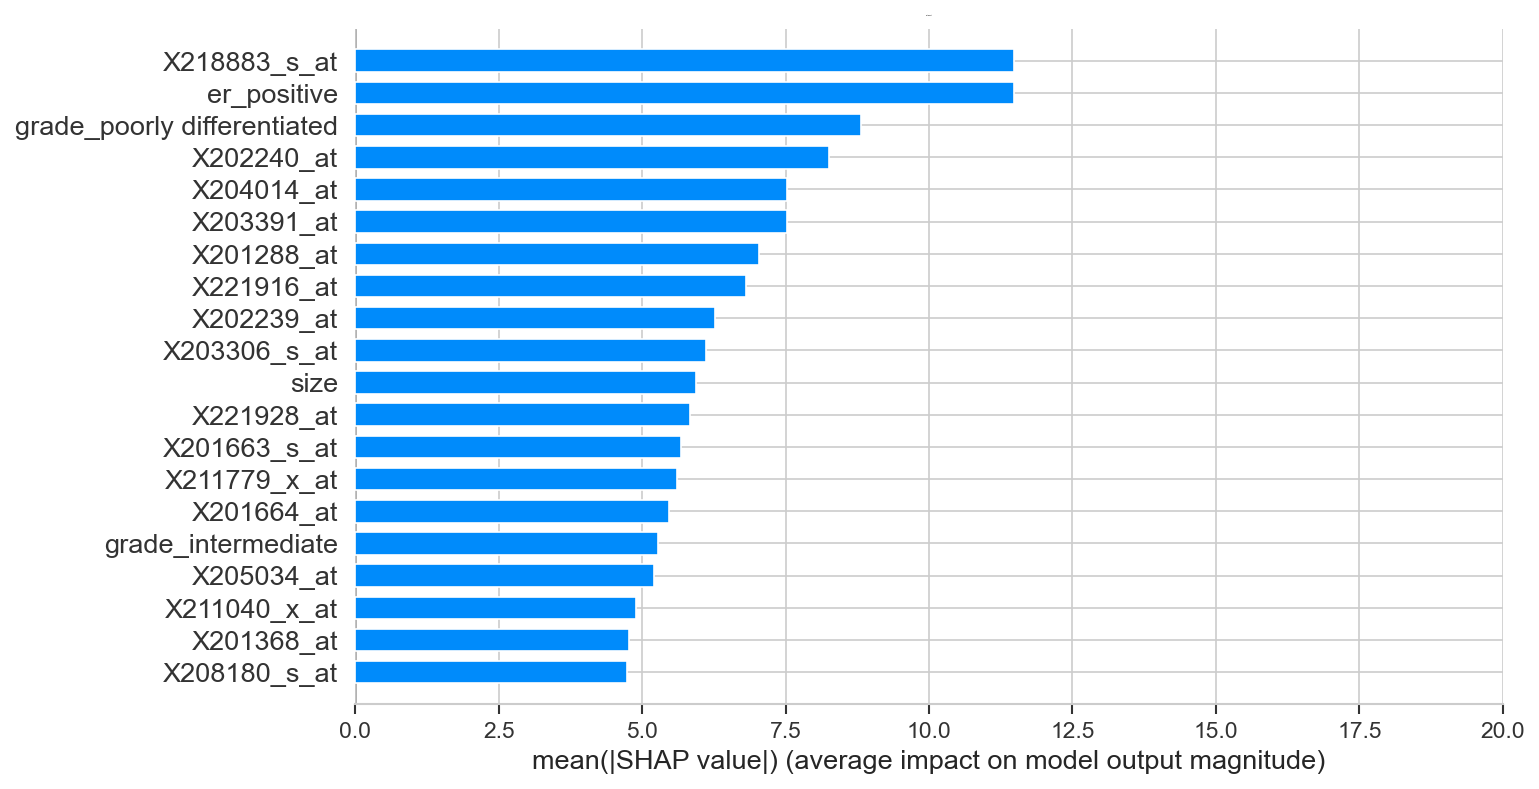 X218883_s_at
er_positive
grade_poorly differentiated
X202240_at
X204014_at
X203391_at
X201288_at
X221916_at
X202239_at
X203306_s_at
size
X221928_at
X201663_s_at
X211779_x_at
X201664_at
grade_intermediate
X205034_at
X211040_x_at
X201368_at
X208180_s_at
0.0 2.5 5.0 7.5 10.0 12.5 15.0 17.5 20.0
mean(|SHAP value|) (average impact on model output magnitude)